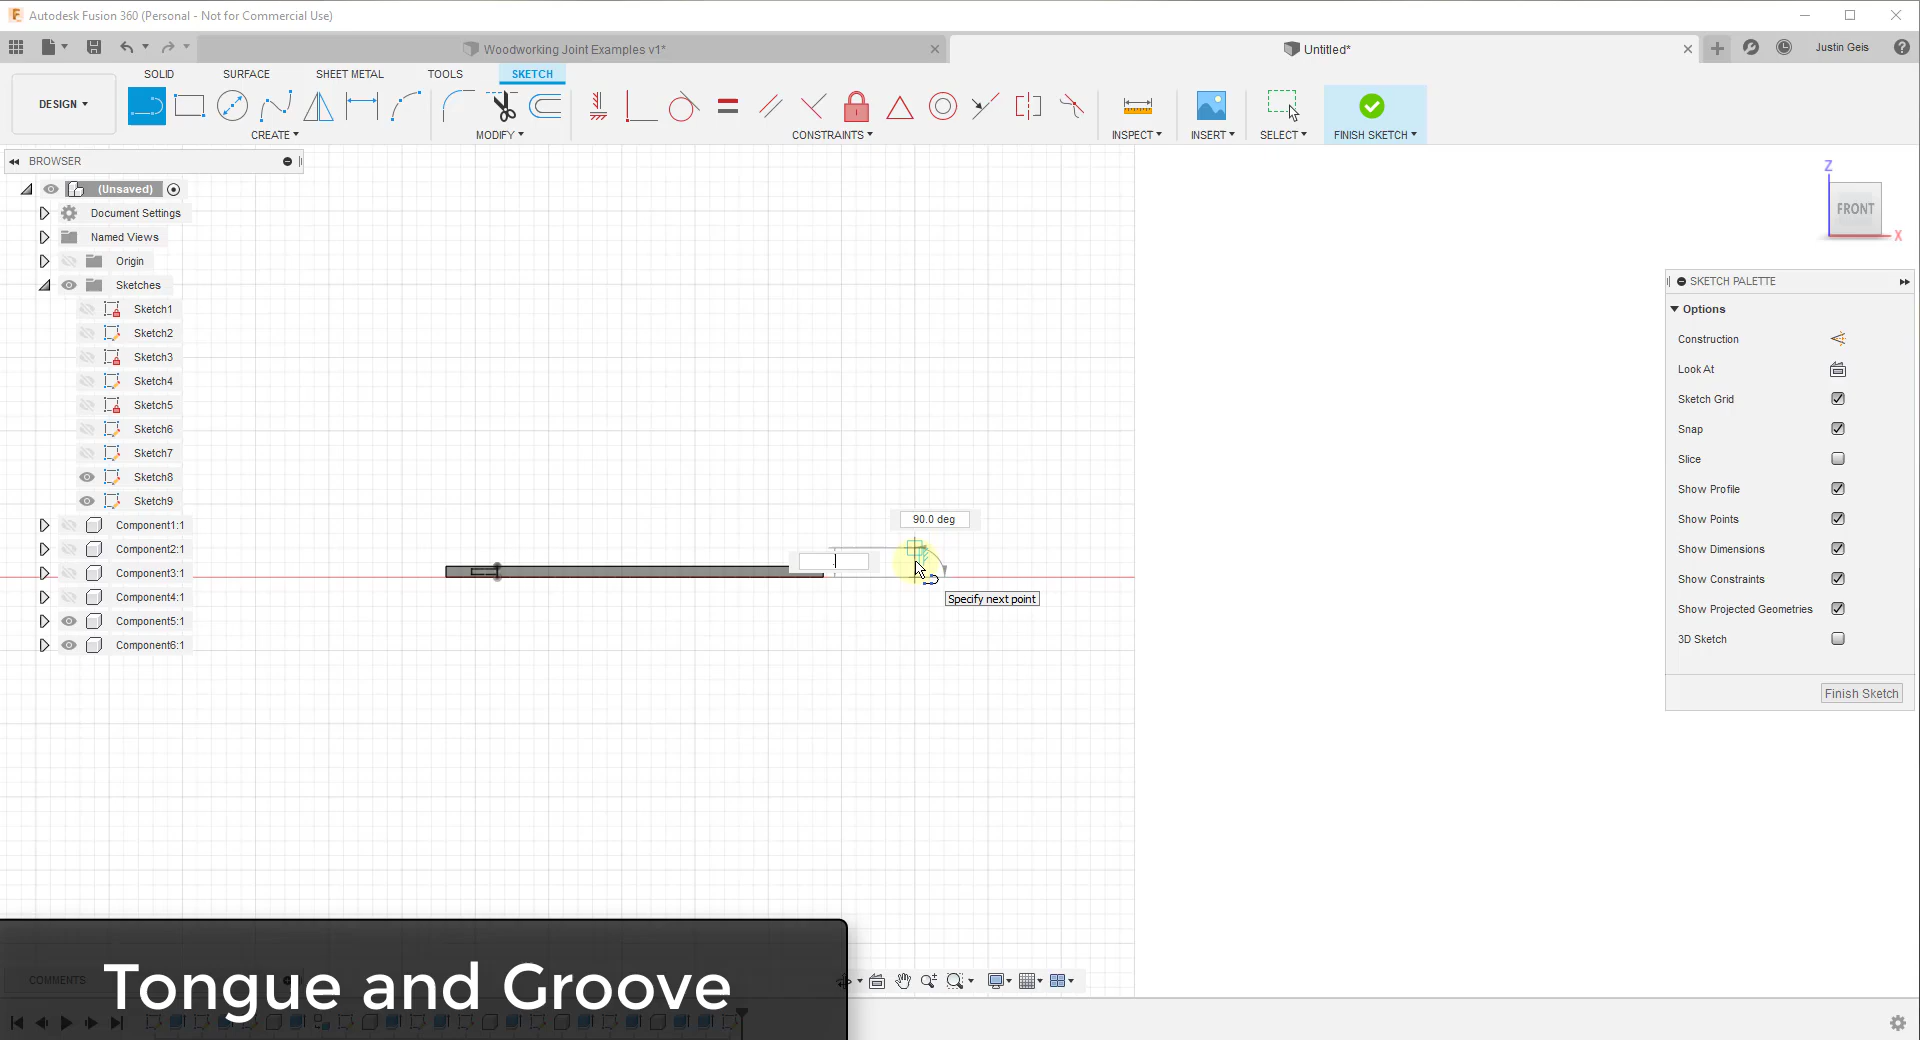 Autodesk Fusion 360 (Personal - Not for Commercial Use)
Woodworking Joint Examples v1*
Untitled*
Justin Geis
SOLID SURFACE SHEET METAL TOOLS SKETCH
DESIGN
CREATE MODIFY CONSTRAINTS INSPECT INSERT SELECT FINISH SKETCH
BROWSER
(Unsaved)
Document Settings
Named Views
Origin
Sketches
Sketch1
Sketch2
Sketch3
Sketch4
Sketch5
Sketch6
Sketch7
Sketch8
Sketch9
Component1:1
Component2:1
Component3:1
Component4:1
Component5:1
Component6:1
90.0 deg
.
Specify next point
Z
FRONT
X
SKETCH PALETTE
Options
Construction
Look At
Sketch Grid
Snap
Slice
Show Profile
Show Points
Show Dimensions
Show Constraints
Show Projected Geometries
3D Sketch
Finish Sketch
COMMENTS
Tongue and Groove